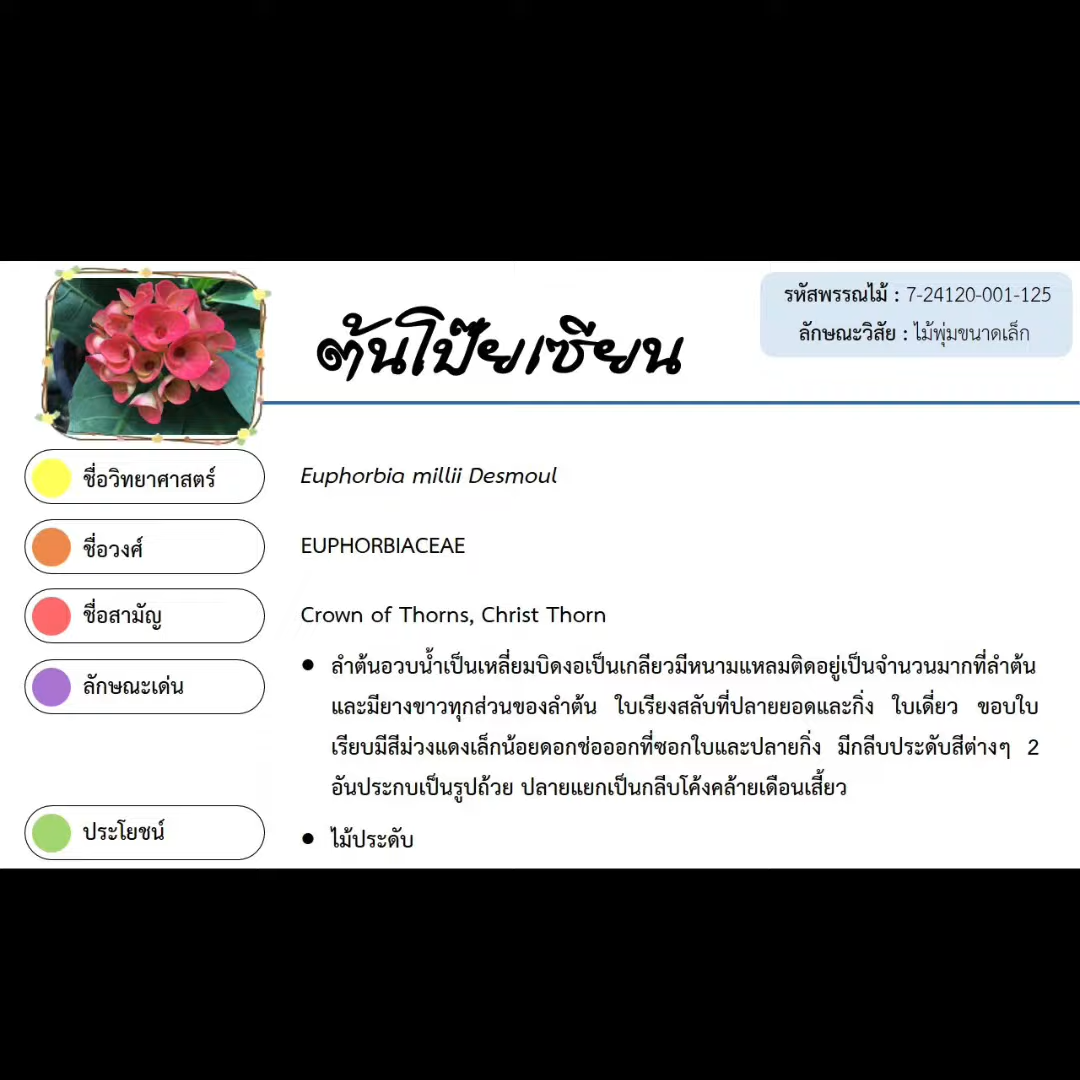 ต้นโป๊ยเซียน
รหัสพรรณไม้ : 7-24120-001-125
ลักษณะวิสัย : ไม้พุ่มขนาดเล็ก
ชื่อวิทยาศาสตร์
Euphorbia millii Desmoul
ชื่อวงศ์
EUPHORBIACEAE
ชื่อสามัญ
Crown of Thorns, Christ Thorn
ลักษณะเด่น
● ลำต้นอวบน้ำเป็นเหลี่ยมบิดงอเป็นเกลียวมีหนามแหลมติดอยู่เป็นจำนวนมากที่ลำต้น
และมียางขาวทุกส่วนของลำต้น ใบเรียงสลับที่ปลายยอดและกิ่ง ใบเดี่ยว ขอบใบ
เรียบมีสีม่วงแดงเล็กน้อยดอกช่อออกที่ซอกใบและปลายกิ่ง มีกลีบประดับสีต่างๆ 2
อันประกบเป็นรูปถ้วย ปลายแยกเป็นกลีบโค้งคล้ายเดือนเสี้ยว
ประโยชน์
● ไม้ประดับ